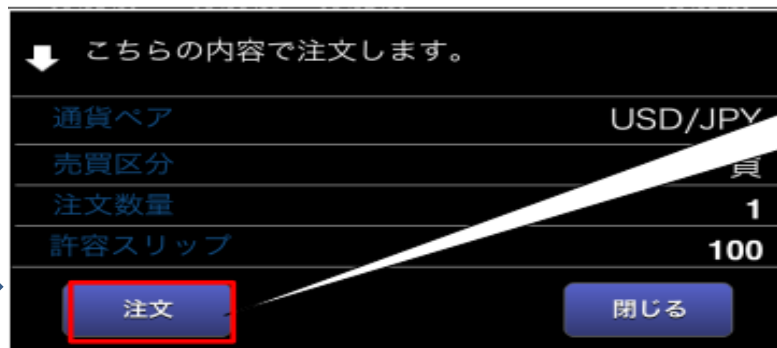 こちらの内容で注文します。
通貨ペア USD/JPY
売買区分 買
注文数量 1
許容スリップ 100
注文 閉じる